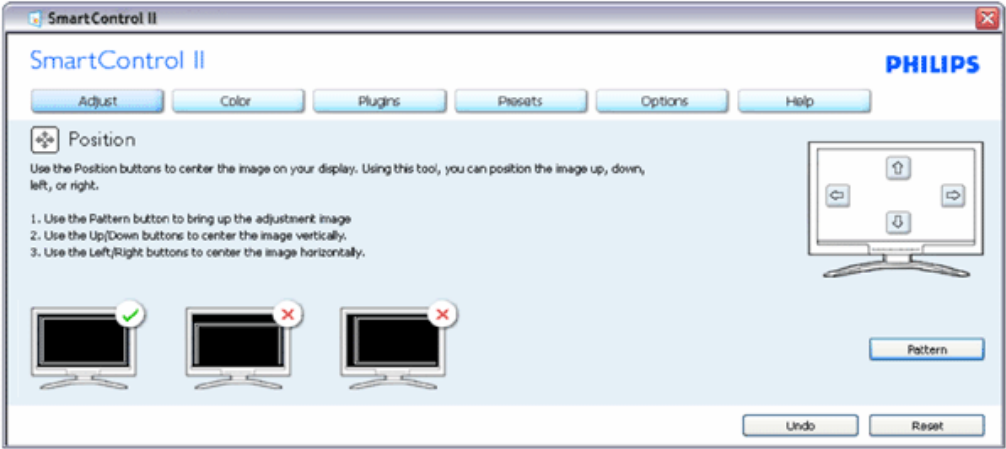 SmartControl II
SmartControl II
PHILIPS
Adjust Color Plugins Presets Options Help
Position
Use the Position buttons to center the image on your display. Using this tool, you can position the image up, down,
left, or right.
1. Use the Pattern button to bring up the adjustment image
2. Use the Up/Down buttons to center the image vertically.
3. Use the Left/Right buttons to center the image horizontally.
Pattern
Undo Reset